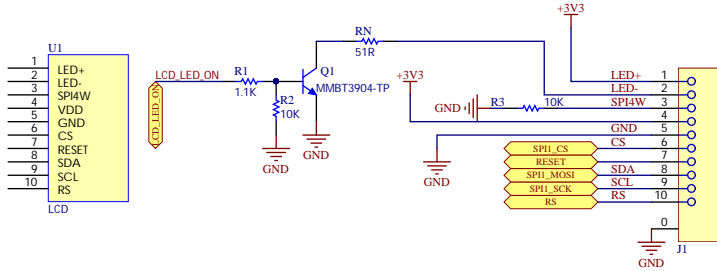 U1
1 LED+
2 LED-
3 SPI4W
4 VDD
5 GND
6 CS
7 RESET
8 SDA
9 SCL
10 RS
LCD
LCD_LED_ON
LCD_LED_ON
R1
1.1K
R2
10K
GND
Q1
MMBT3904-TP
GND
RN
51R
+3V3
+3V3
GND
R3
10K
GND
LED+ 1
LED- 2
SPI4W 3
4
GND 5
SPI1_CS CS 6
RESET 7
SPI1_MOSI SDA 8
SPI1_SCK SCL 9
RS RS 10
0
GND
J1